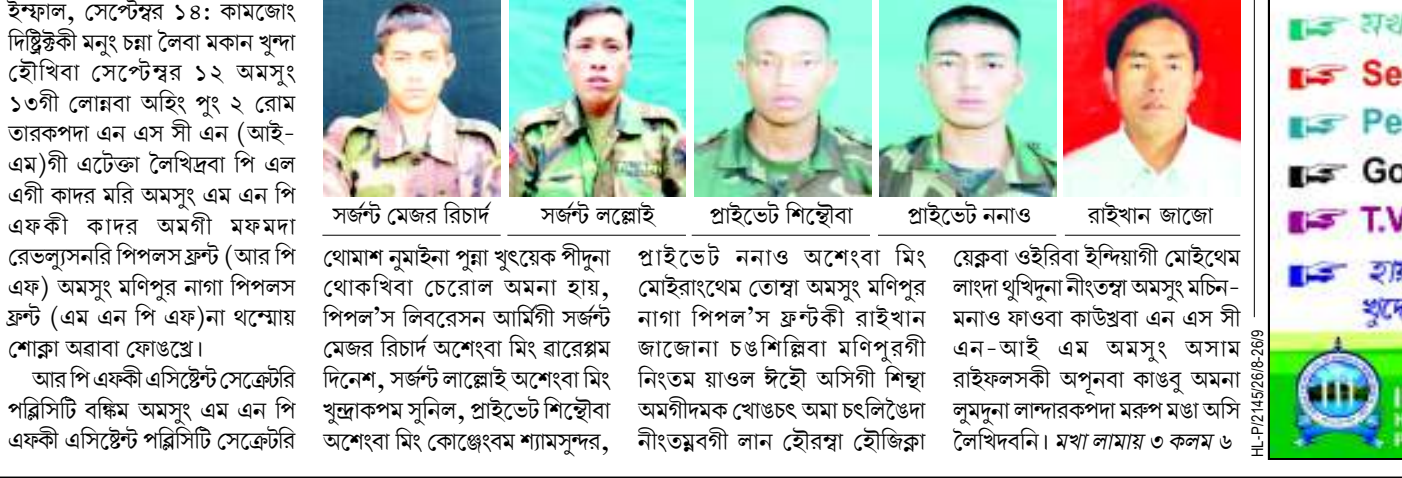 ইম্ফাল, সেপ্টেম্বর ১৪: কামজোং
দিষ্ট্রিক্টকী মনুং চন্না লৈবা মকান খুন্দা
হৌখিবা সেপ্টেম্বর ১২ অমসুং
১৩গী লোন্নবা অহিং পুং ২ রোম
তারকপদা এন এস সী এন (আই-
এম)গী এটেক্তা লৈখিদ্রবা পি এল
এগী কাদর মরি অমসুং এম এন পি
এফকী কাদর অমগী মফমদা
রেভল্যুসনরি পিপলস ফ্রন্ট (আর পি
এফ) অমসুং মণিপুর নাগা পিপলস
ফ্রন্ট (এম এন পি এফ)না থম্মোয়
শোক্না অৱাবা ফোঙখ্রে।
আর পি এফকী এসিষ্টেন্ট সেক্রেটরি
পব্লিসিটি বঙ্কিম অমসুং এম এন পি
এফকী এসিষ্টেন্ট পব্লিসিটি সেক্রেটরি
সর্জন্ট মেজর রিচার্দ
সর্জন্ট লল্লোই
প্রাইভেট শিন্থৌবা
প্রাইভেট ননাও
রাইখান জাজো
থোমাশ নুমাইনা পুন্না খুৎয়েক পীদুনা
থোকখিবা চেরোল অমনা হায়,
পিপল'স লিবরেসন আর্মিগী সর্জন্ট
মেজর রিচার্দ অশেংবা মিং ৱারেপ্পম
দিনেশ, সর্জন্ট লাল্লোই অশেংবা মিং
খুন্দ্রাকপম সুনিল, প্রাইভেট শিন্থৌবা
অশেংবা মিং কোঞ্জেংবম শ্যামসুন্দর,
প্রাইভেট ননাও অশেংবা মিং
মোইরাংথেম তোম্বা অমসুং মণিপুর
নাগা পিপল'স ফ্রন্টকী রাইখান
জাজোনা চঙশিল্লিবা মণিপুরগী
নিংতম য়াওল ঈহৌ অসিগী শিন্থা
অমগীদমক খোঙচৎ অমা চৎলিঙৈদা
নীংতম্নবগী লান হৌরম্বা হৌজিক্না
য়েক্নবা ওইরিবা ইন্দিয়াগী মোইথেম
লাংদা থুখিদুনা নীংতম্বা অমসুং মচিন-
মনাও ফাওবা কাউখ্রবা এন এস সী
এন-আই এম অমসুং অসাম
রাইফলসকী অপুনবা কাঙবু অমনা
লুমদুনা লান্দারকপদা মরুপ মঙা অসি
লৈখিদবনি। মখা লামায় ৩ কলম ৬
HL-P/2145/26/8-26/9
Se
Pe
Go
T.V